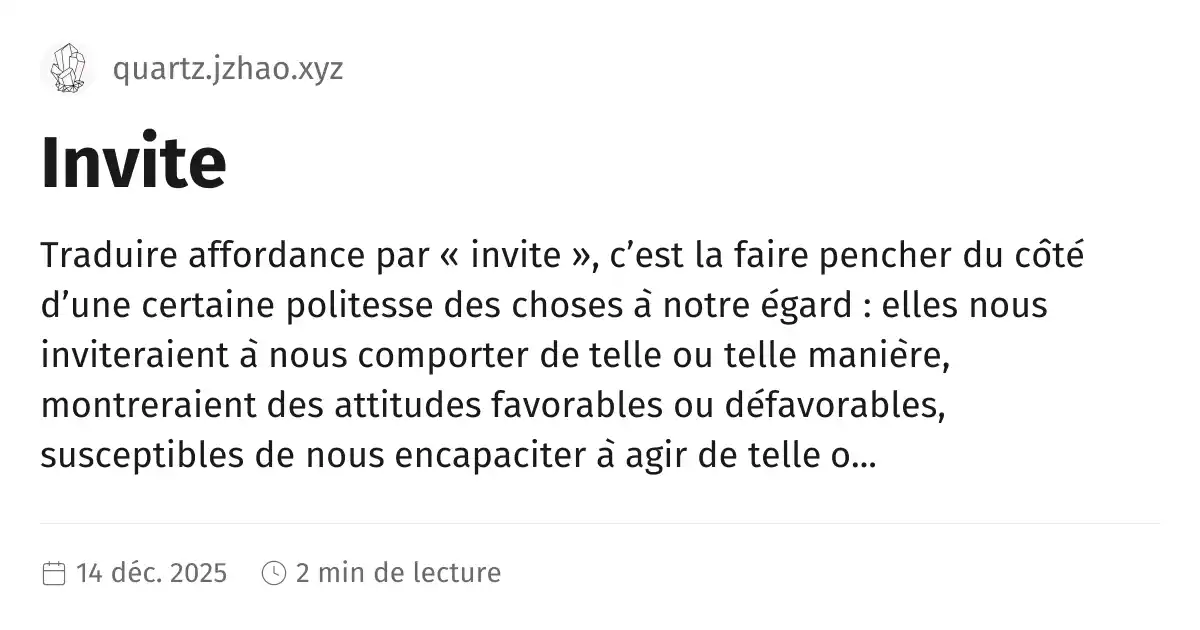 quartz.jzhao.xyz
Invite
Traduire affordance par « invite », c’est la faire pencher du côté
d’une certaine politesse des choses à notre égard : elles nous
inviteraient à nous comporter de telle ou telle manière,
montreraient des attitudes favorables ou défavorables,
susceptibles de nous encapaciter à agir de telle o...
14 déc. 2025 2 min de lecture